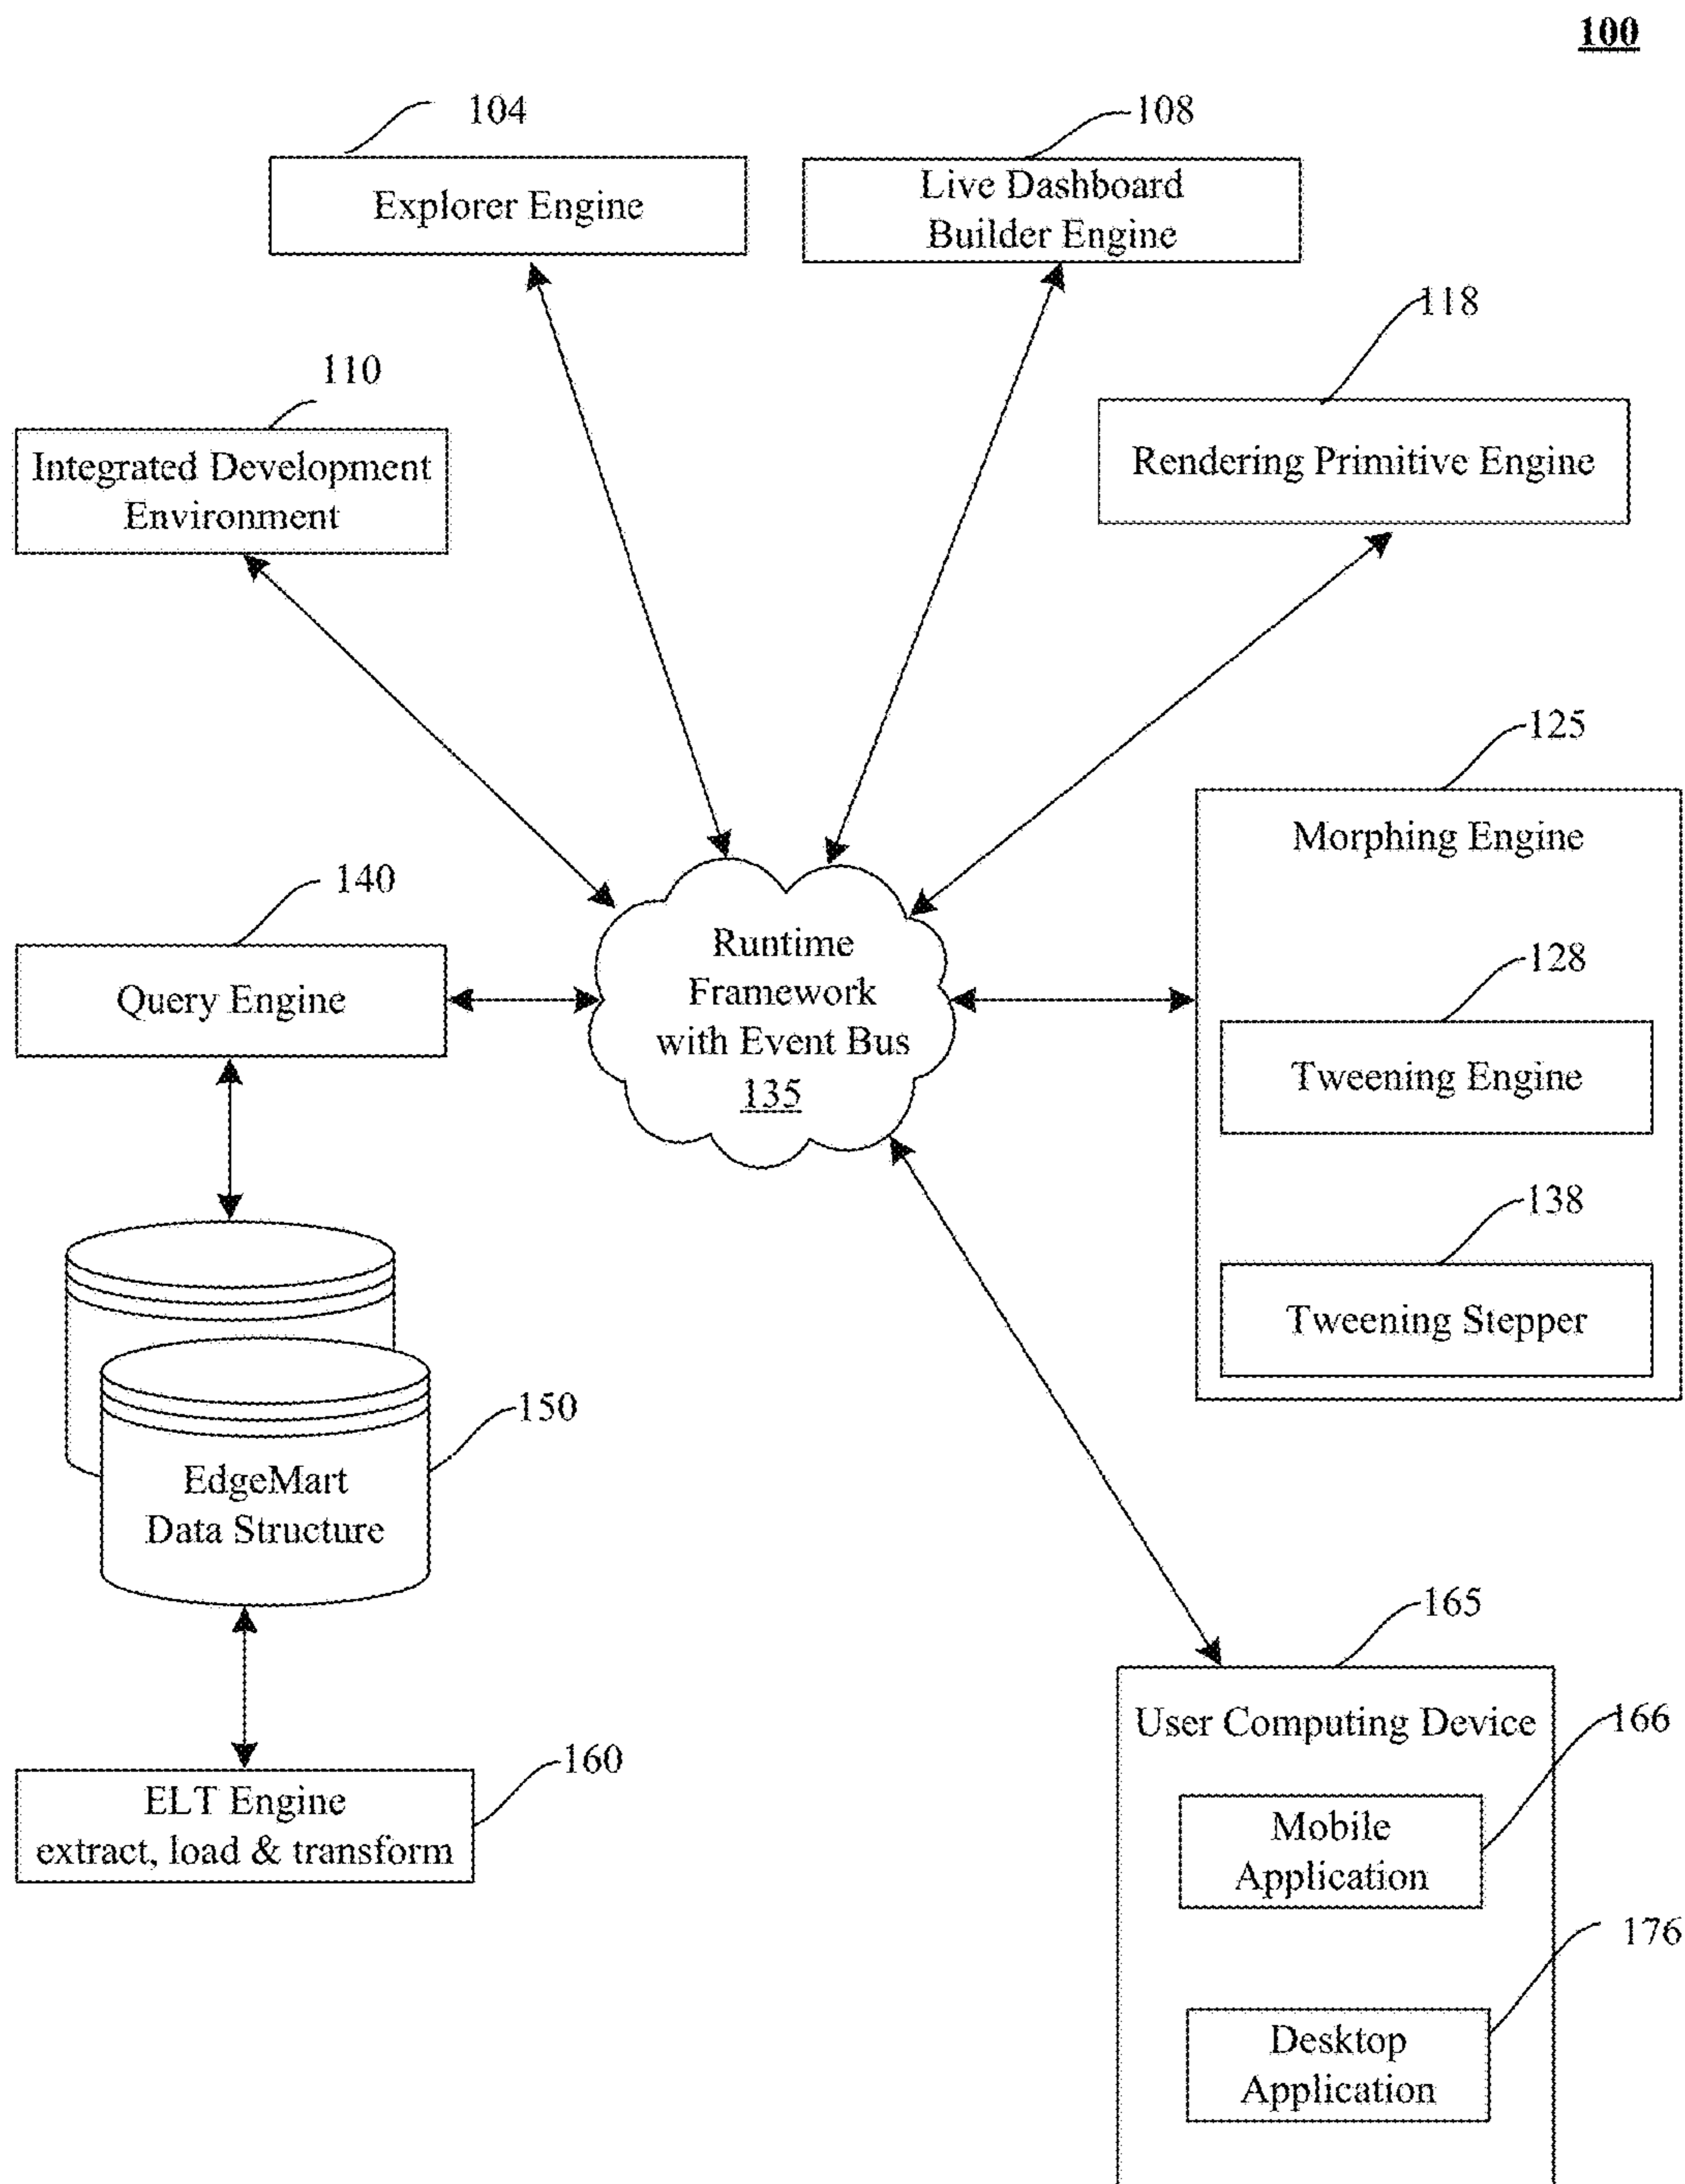 100
104
108
Explorer Engine
Live Dashboard
Builder Engine
118
110
Rendering Primitive Engine
Integrated Development
Environment
125
Morphing Engine
140
Runtime
Framework
with Event Bus
135
128
Query Engine
Tweening Engine
138
Tweening Stepper
150
EdgeMart
Data Structure
165
User Computing Device
166
160
ELT Engine
extract, load & transform
Mobile
Application
176
Desktop
Application